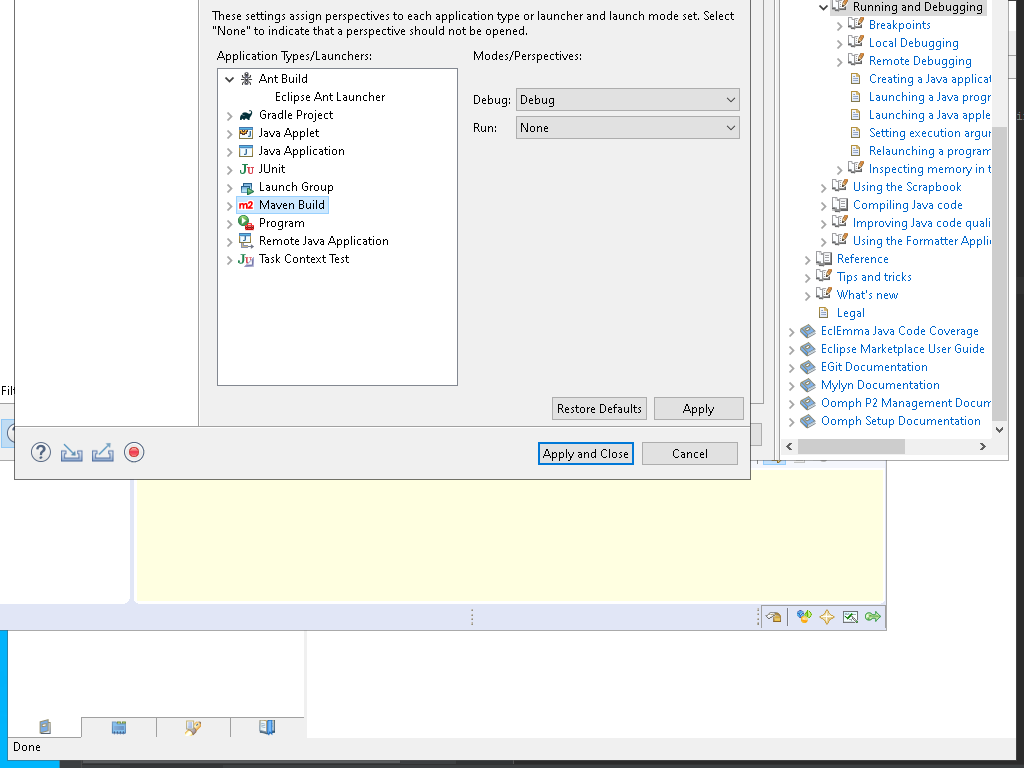 These settings assign perspectives to each application type or launcher and launch mode set. Select
"None" to indicate that a perspective should not be opened.
Application Types/Launchers:
Modes/Perspectives:
Ant Build
Eclipse Ant Launcher
Gradle Project
Java Applet
Java Application
JUnit
Launch Group
Maven Build
Program
Remote Java Application
Task Context Test
Debug: Debug
Run: None
Restore Defaults
Apply
Apply and Close
Cancel
Running and Debugging
Breakpoints
Local Debugging
Remote Debugging
Creating a Java applicat
Launching a Java progr
Launching a Java apple
Setting execution argur
Relaunching a program
Inspecting memory in t
Using the Scrapbook
Compiling Java code
Improving Java code quali
Using the Formatter Appli
Reference
Tips and tricks
What's new
Legal
EclEmma Java Code Coverage
Eclipse Marketplace User Guide
EGit Documentation
Mylyn Documentation
Oomph P2 Management Docum
Oomph Setup Documentation
Done